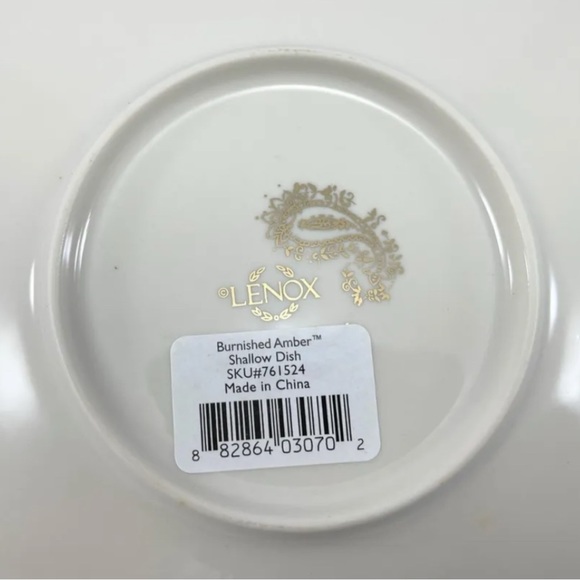 ©LENOX
Burnished Amber™
Shallow Dish
SKU#761524
Made in China
8 82864 03070 2